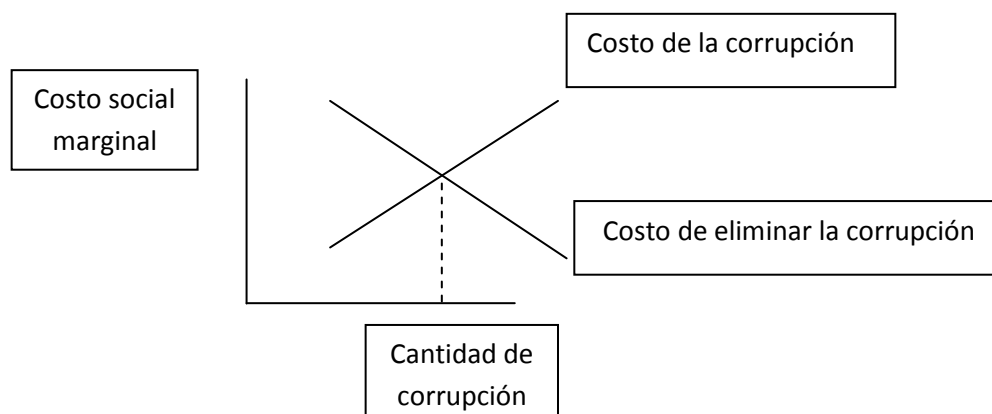 Costo de la corrupción
Costo social
marginal
Costo de eliminar la corrupción
Cantidad de
corrupción